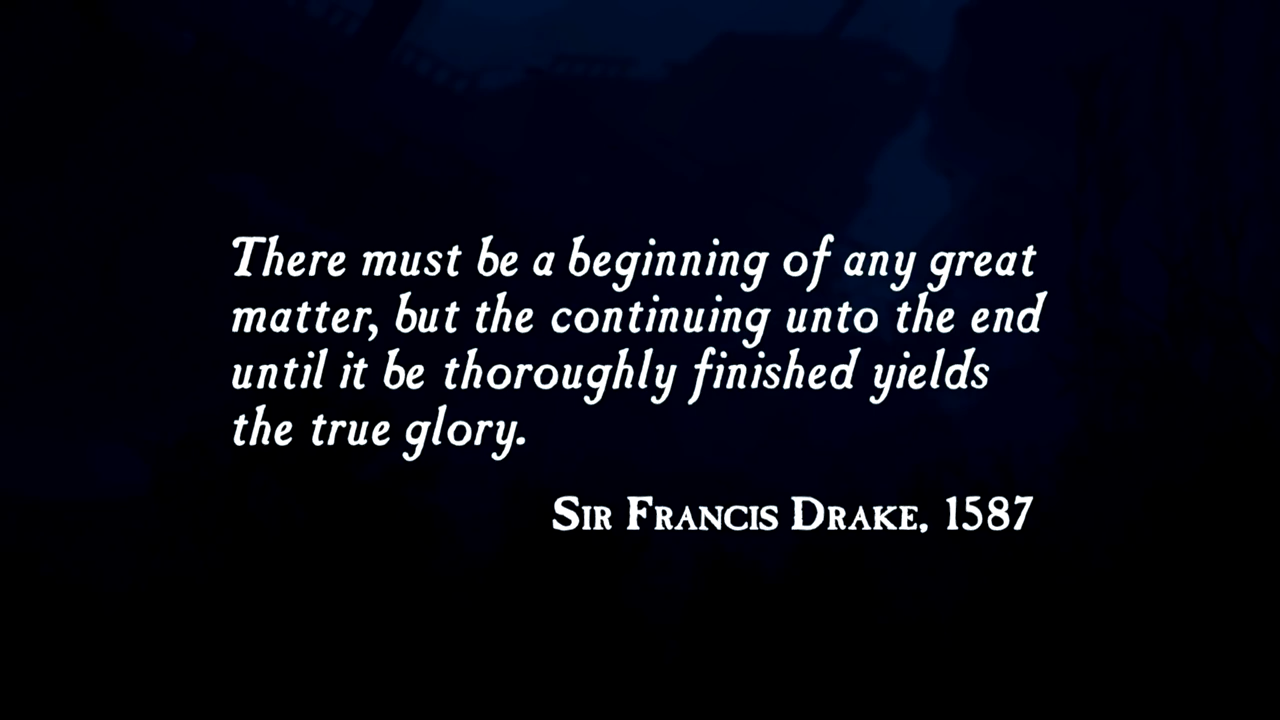 There must be a beginning of any great
matter, but the continuing unto the end
until it be thoroughly finished yields
the true glory.
Sir Francis Drake, 1587